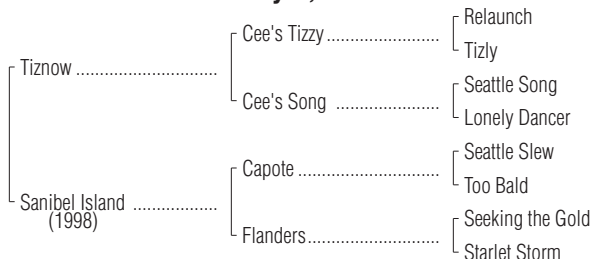 Relaunch
Cee's Tizzy
Tizly
Tiznow
Seattle Song
Cee's Song
Lonely Dancer
Seattle Slew
Capote
Too Bald
Sanibel Island
(1998)
Seeking the Gold
Flanders
Starlet Storm